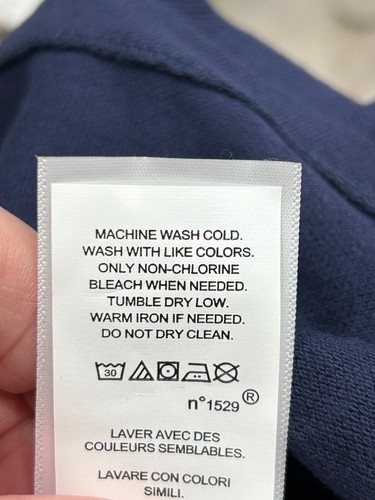 MACHINE WASH COLD.
WASH WITH LIKE COLORS.
ONLY NON-CHLORINE
BLEACH WHEN NEEDED.
TUMBLE DRY LOW.
WARM IRON IF NEEDED.
DO NOT DRY CLEAN.
30
n°1529®
LAVER AVEC DES
COULEURS SEMBLABLES.
LAVARE CON COLORI
SIMILI.